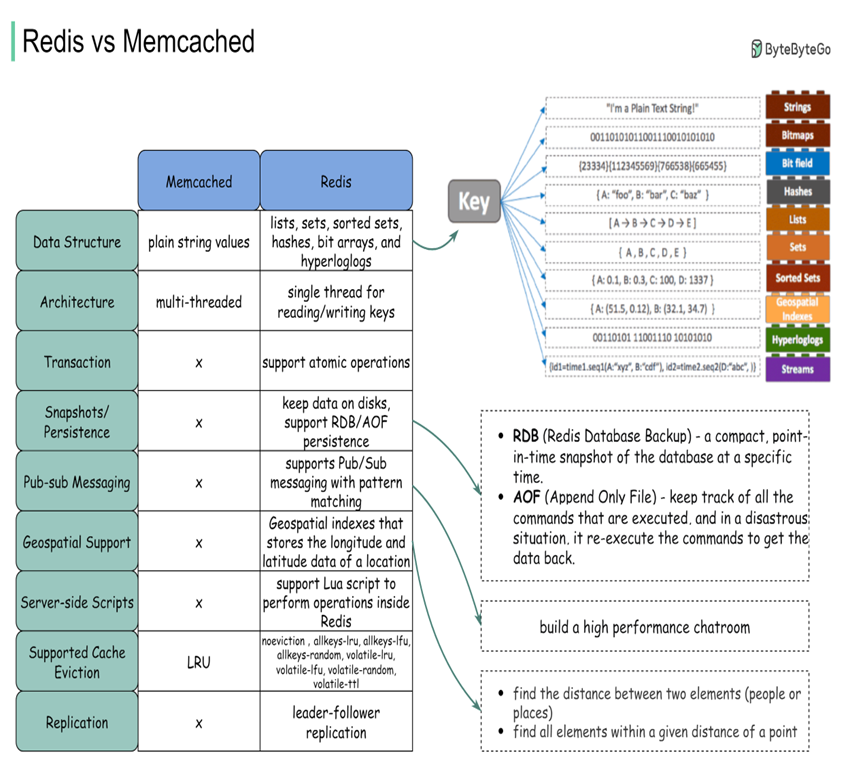 Redis vs Memcached
ByteByteGo
Memcached
Redis
Data Structure
plain string values
lists, sets, sorted sets,
hashes, bit arrays, and
hyperloglogs
Architecture
multi-threaded
single thread for
reading/writing keys
Transaction
x
support atomic operations
Snapshots/
Persistence
x
keep data on disks,
support RDB/AOF
persistence
Pub-sub Messaging
x
supports Pub/Sub
messaging with pattern
matching
Geospatial Support
x
Geospatial indexes that
stores the longitude and
latitude data of a location
Server-side Scripts
x
support Lua script to
perform operations inside
Redis
Supported Cache
Eviction
LRU
noeviction , allkeys-lru, allkeys-lfu,
allkeys-random, volatile-lru,
volatile-lfu, volatile-random,
volatile-ttl
Replication
x
leader-follower
replication
Key
"I'm a Plain Text String!"
Strings
00110101011001110010101010
Bitmaps
{23334}{112345569}{766538}{665455}
Bit field
{ A: "foo", B: "bar", C: "baz" }
Hashes
[ A → B → C → D → E ]
Lists
{ A , B , C , D , E }
Sets
{ A: 0.1, B: 0.3, C: 100, D: 1337 }
Sorted Sets
{ A: (51.5, 0.12), B: (32.1, 34.7) }
Geospatial
Indexes
00110101 11001110 10101010
Hyperloglogs
{id1=time1.seq1(A:"xyz", B:"cdf"), id2=time2.seq2(D:"abc", )}
Streams
• RDB (Redis Database Backup) - a compact, point-
in-time snapshot of the database at a specific
time.
• AOF (Append Only File) - keep track of all the
commands that are executed, and in a disastrous
situation, it re-execute the commands to get the
data back.
build a high performance chatroom
• find the distance between two elements (people or
places)
• find all elements within a given distance of a point